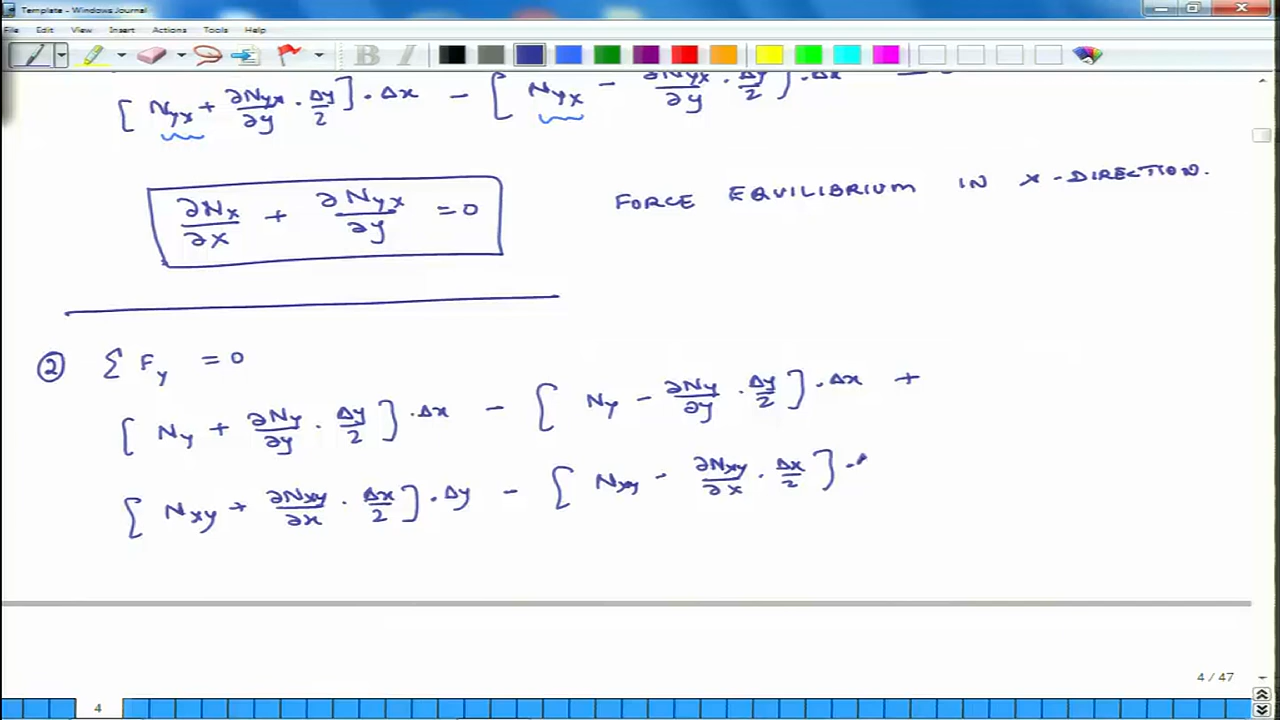 Template - Windows Journal
File Edit View Insert Actions Tools Help
[ Nyx + ∂Nyx/∂y · Δy/2 ] · Δx − [ Nyx − ∂Nyx/∂y · Δy/2 ] · Δx
∂Nx/∂x + ∂Nyx/∂y = 0 FORCE EQUILIBRIUM IN X-DIRECTION.
② Σ Fy = 0
[ Ny + ∂Ny/∂y · Δy/2 ] · Δx − [ Ny − ∂Ny/∂y · Δy/2 ] · Δx +
[ Nxy + ∂Nxy/∂x · Δx/2 ] · Δy − [ Nxy − ∂Nxy/∂x · Δx/2 ] ·
4 / 47
4